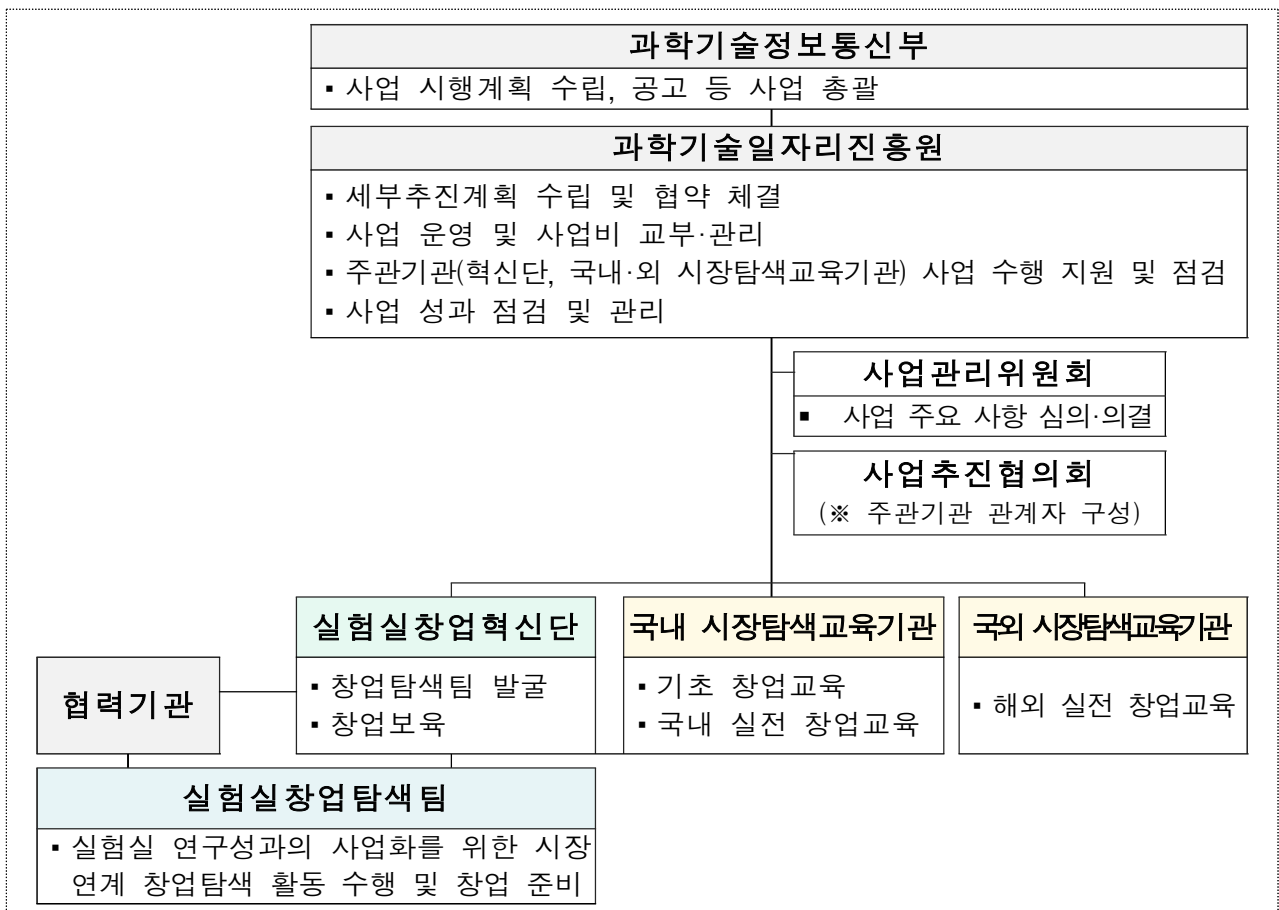 과학기술정보통신부
▪ 사업 시행계획 수립, 공고 등 사업 총괄
과학기술일자리진흥원
▪ 세부추진계획 수립 및 협약 체결
▪ 사업 운영 및 사업비 교부·관리
▪ 주관기관(혁신단, 국내·외 시장탐색교육기관) 사업 수행 지원 및 점검
▪ 사업 성과 점검 및 관리
사업관리위원회
▪ 사업 주요 사항 심의·의결
사업추진협의회
(※ 주관기관 관계자 구성)
실험실창업혁신단
▪ 창업탐색팀 발굴
▪ 창업보육
국내 시장탐색교육기관
▪ 기초 창업교육
▪ 국내 실전 창업교육
국외 시장탐색교육기관
▪ 해외 실전 창업교육
협력기관
실험실창업탐색팀
▪ 실험실 연구성과의 사업화를 위한 시장
연계 창업탐색 활동 수행 및 창업 준비